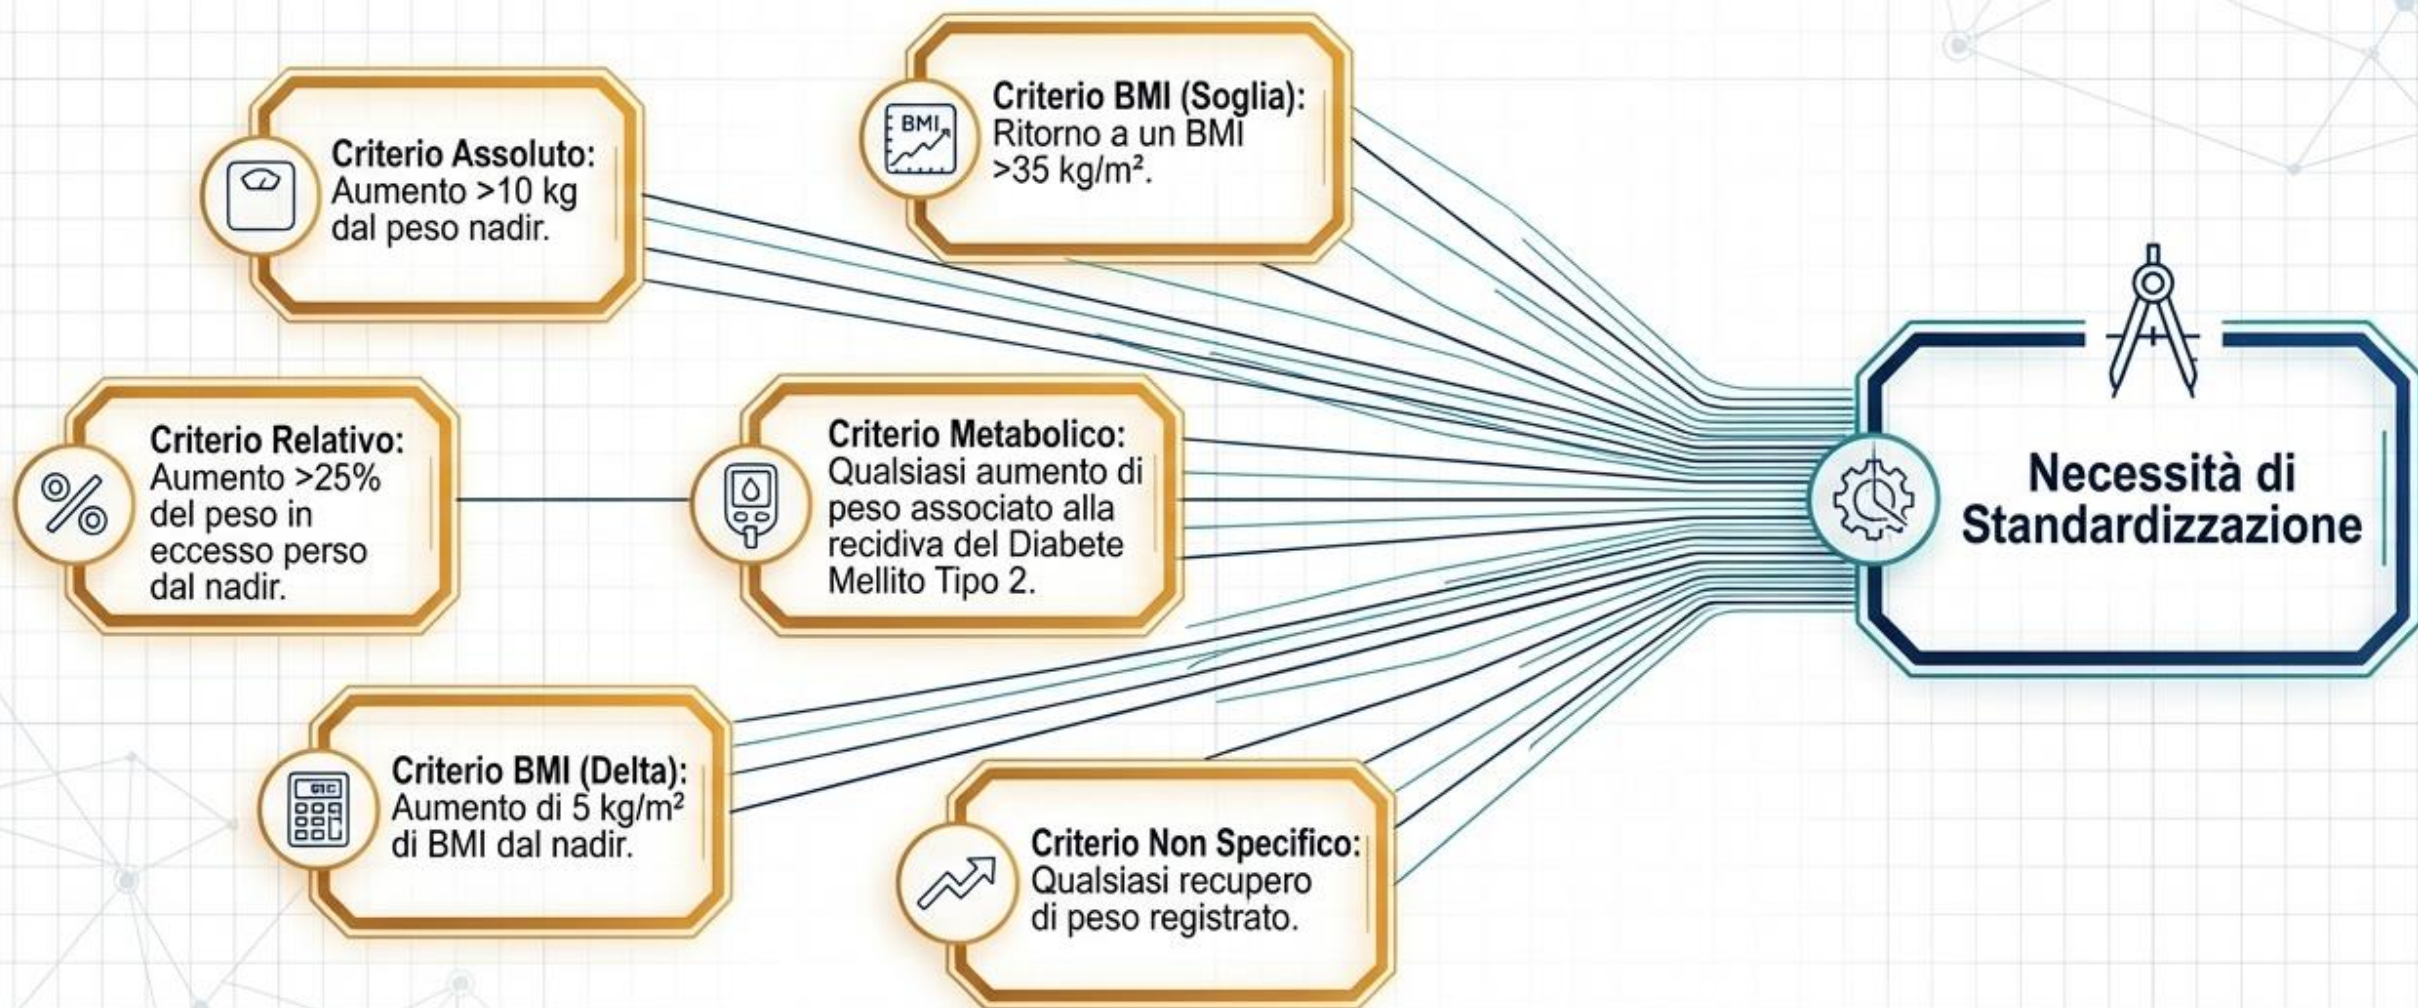 Criterio Assoluto:
Aumento >10 kg
dal peso nadir.
BMI
Criterio BMI (Soglia):
Ritorno a un BMI
>35 kg/m².
Criterio Relativo:
Aumento >25%
del peso in
eccesso perso
dal nadir.
Criterio Metabolico:
Qualsiasi aumento di
peso associato alla
recidiva del Diabete
Mellito Tipo 2.
Criterio BMI (Delta):
Aumento di 5 kg/m²
di BMI dal nadir.
Criterio Non Specifico:
Qualsiasi recupero
di peso registrato.
Necessità di
Standardizzazione